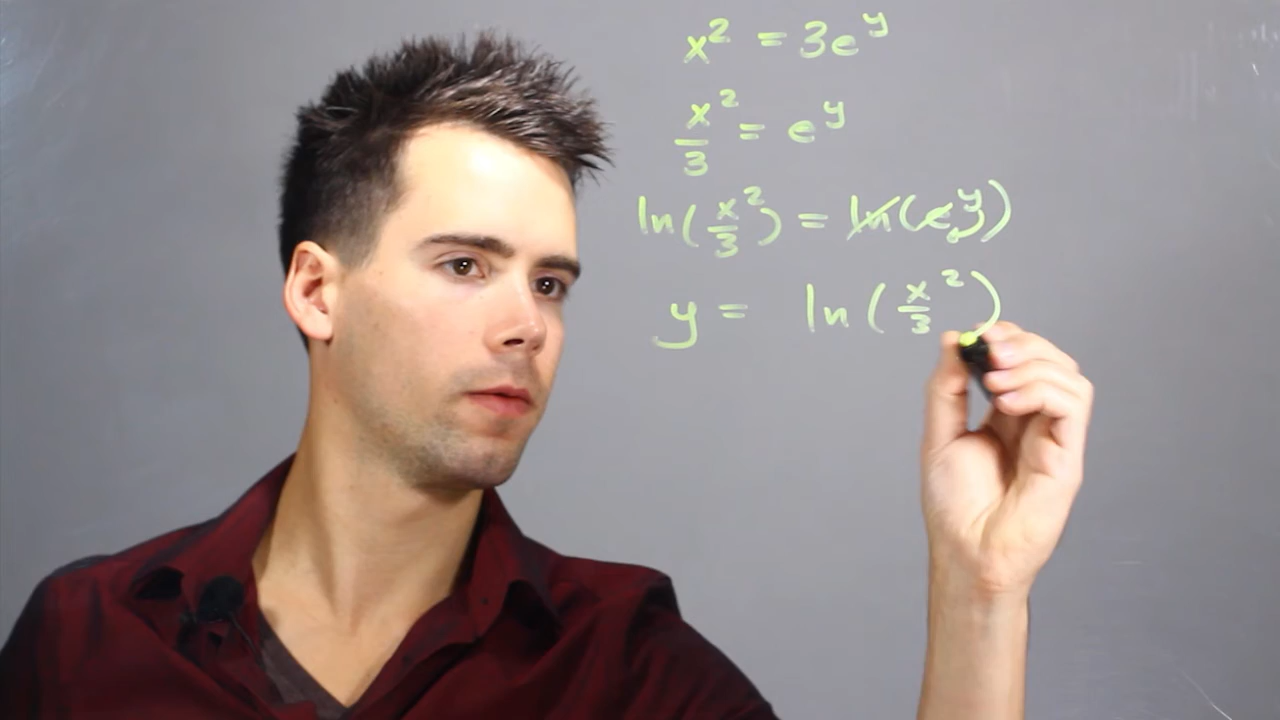 x² = 3e^y
x²/3 = e^y
ln(x²/3) = ln(e^y)
y = ln(x²/3)